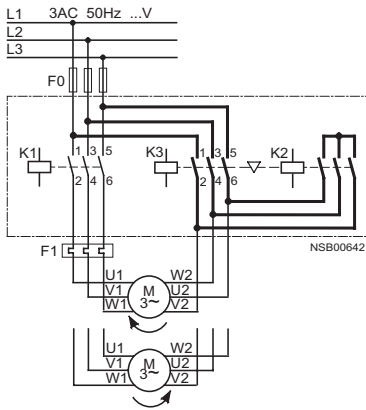 L1 3AC 50Hz ...V
L2
L3
F0
K1 1 3 5 K3 1 3 5 K2
2 4 6 2 4 6
NSB00642
F1
U1 W2
V1 M U2
W1 3~ V2
U1 W2
V1 M U2
W1 3~ V2